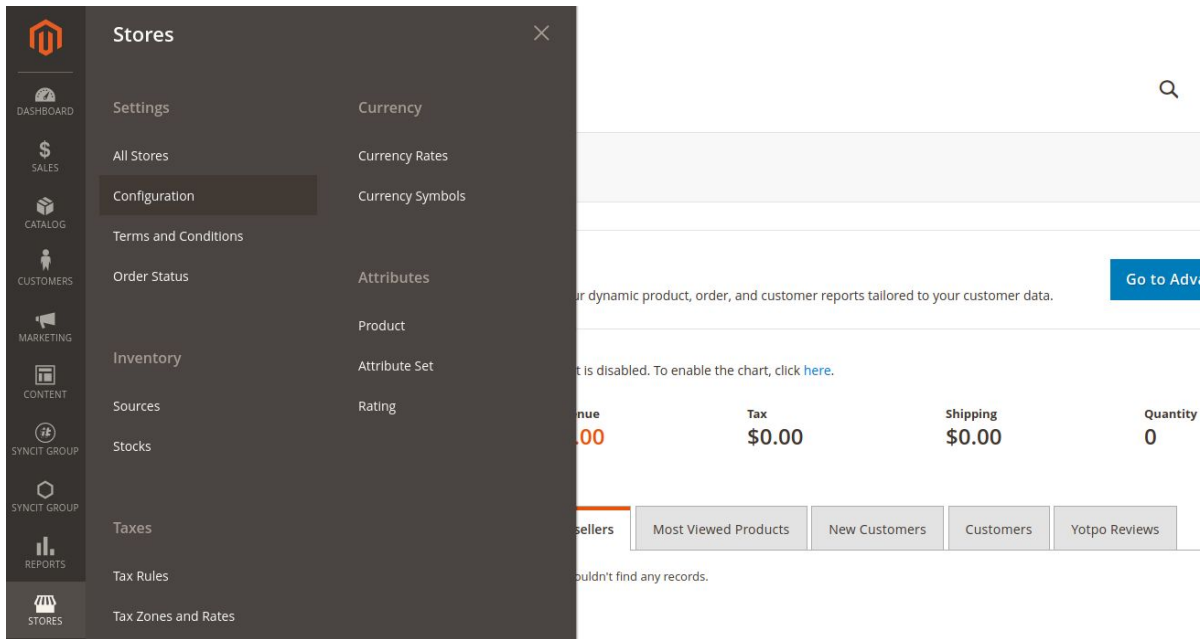 DASHBOARD
SALES
CATALOG
CUSTOMERS
MARKETING
CONTENT
SYNCIT GROUP
SYNCIT GROUP
REPORTS
STORES
Stores
Settings
All Stores
Configuration
Terms and Conditions
Order Status
Inventory
Sources
Stocks
Taxes
Tax Rules
Tax Zones and Rates
Currency
Currency Rates
Currency Symbols
Attributes
Product
Attribute Set
Rating
Go to Adva
ur dynamic product, order, and customer reports tailored to your customer data.
t is disabled. To enable the chart, click here.
nue Tax Shipping Quantity
.00 $0.00 $0.00 0
sellers Most Viewed Products New Customers Customers Yotpo Reviews
ouldn't find any records.